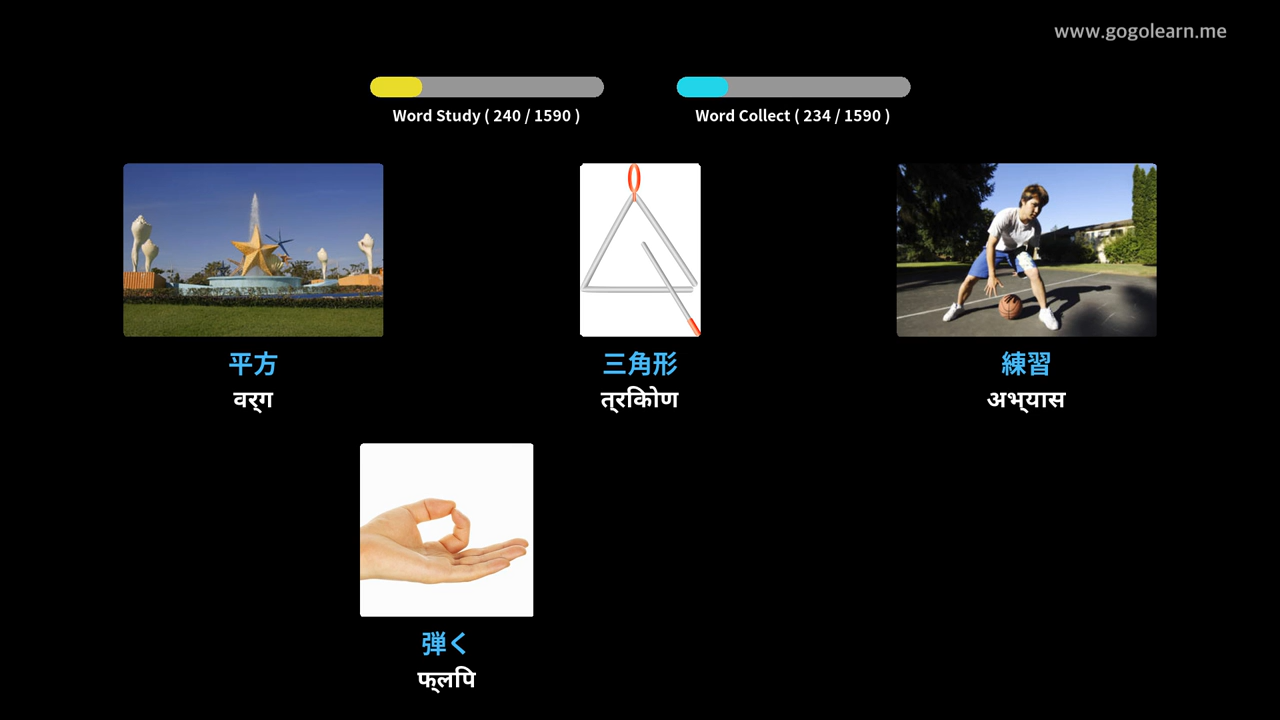 www.gogolearn.me
Word Study ( 240 / 1590 )
Word Collect ( 234 / 1590 )
平方
वर्ग
三角形
त्रिकोण
練習
अभ्यास
弾く
फ्लिप